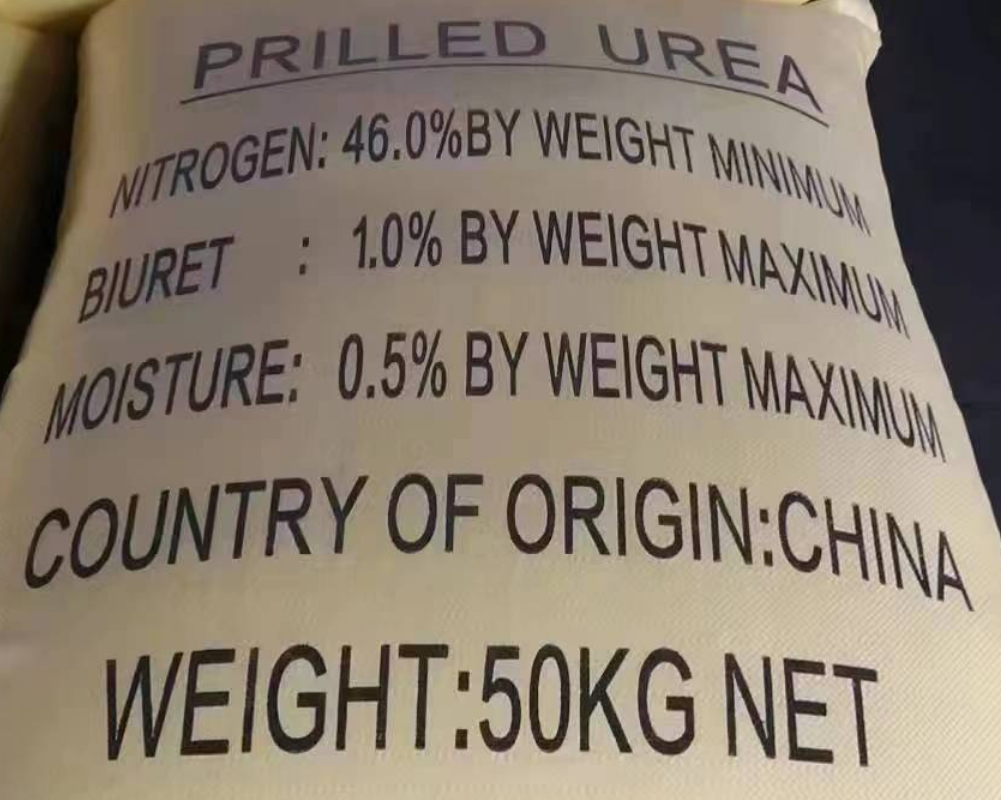 PRILLED UREA
NITROGEN: 46.0%BY WEIGHT MINIMUM
BIURET : 1.0% BY WEIGHT MAXIMUM
MOISTURE: 0.5% BY WEIGHT MAXIMUM
COUNTRY OF ORIGIN:CHINA
WEIGHT:50KG NET